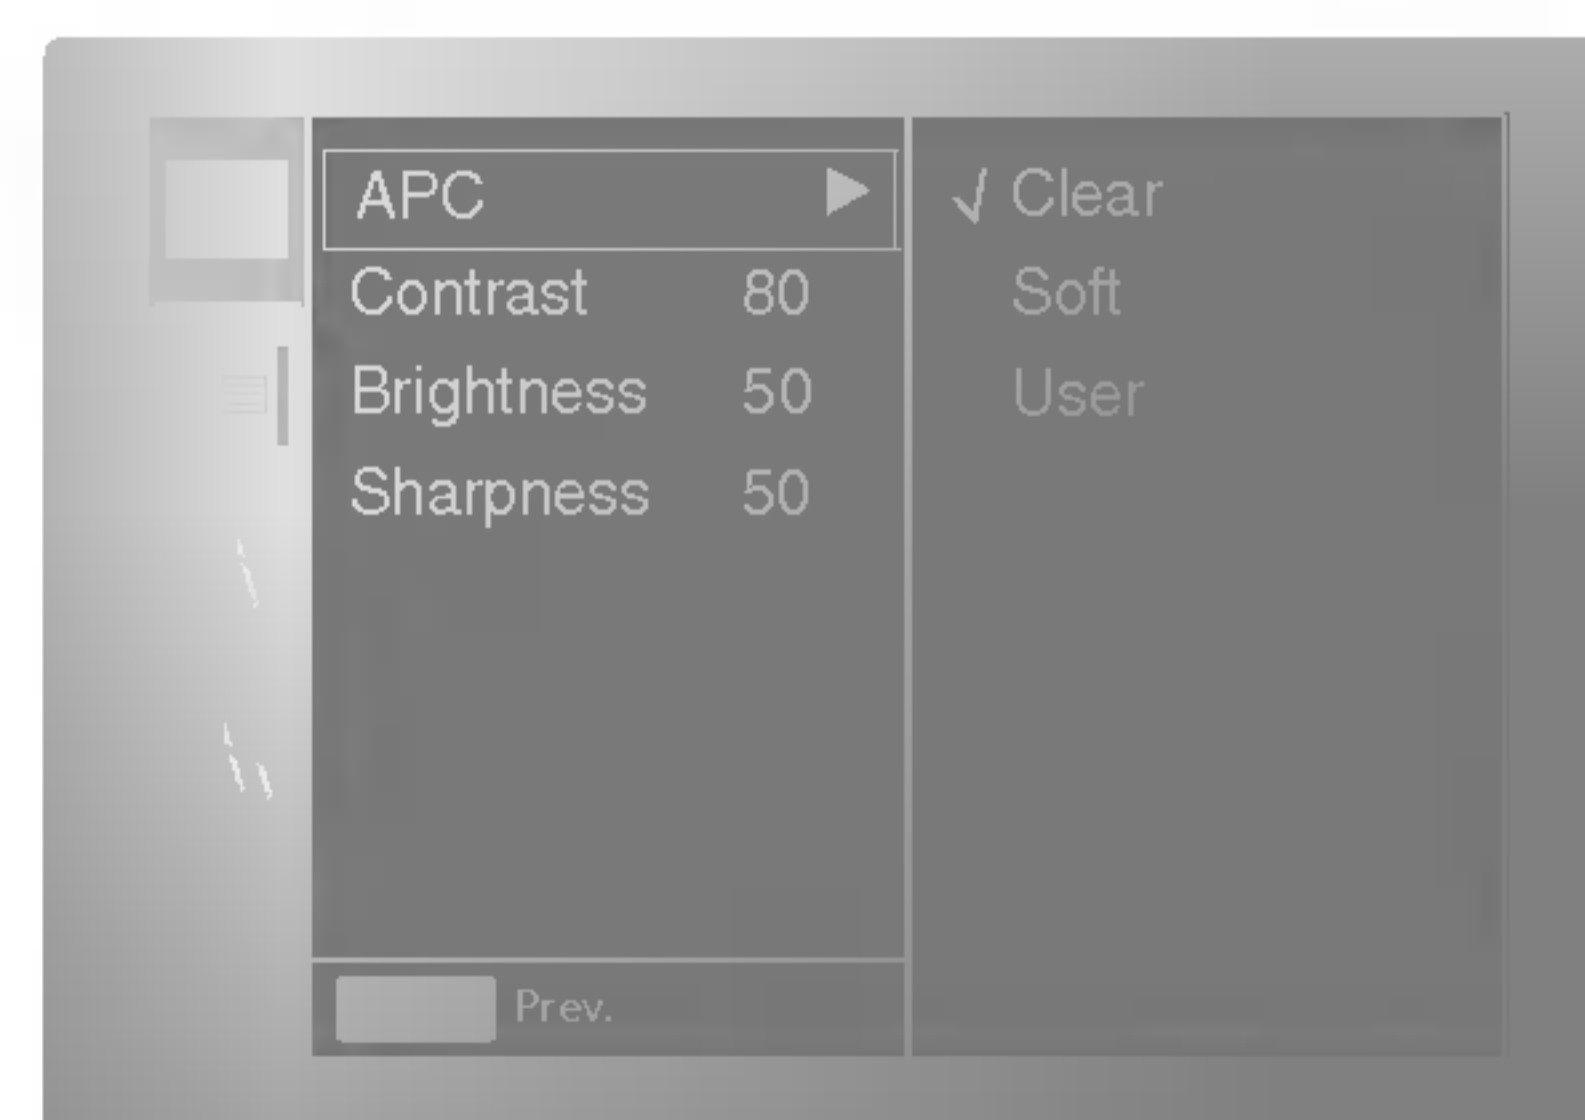 APC
Contrast 80
Brightness 50
Sharpness 50
Prev.
√ Clear
Soft
User